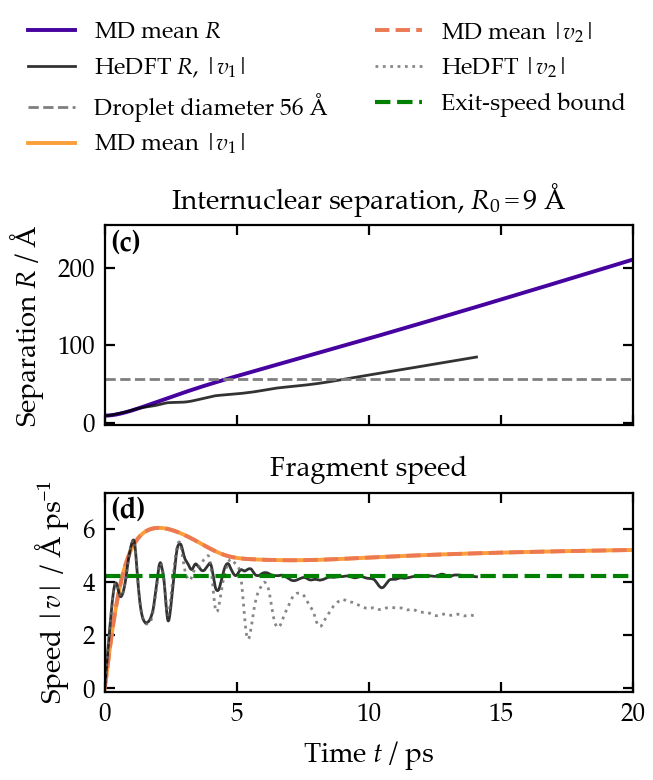 MD mean R
HeDFT R, |v₁|
Droplet diameter 56 Å
MD mean |v₁|
MD mean |v₂|
HeDFT |v₂|
Exit-speed bound
Internuclear separation, R₀ = 9 Å
(c)
Separation R / Å
200
100
0
Fragment speed
(d)
Speed |v| / Å ps⁻¹
6
4
2
0
0 5 10 15 20
Time t / ps